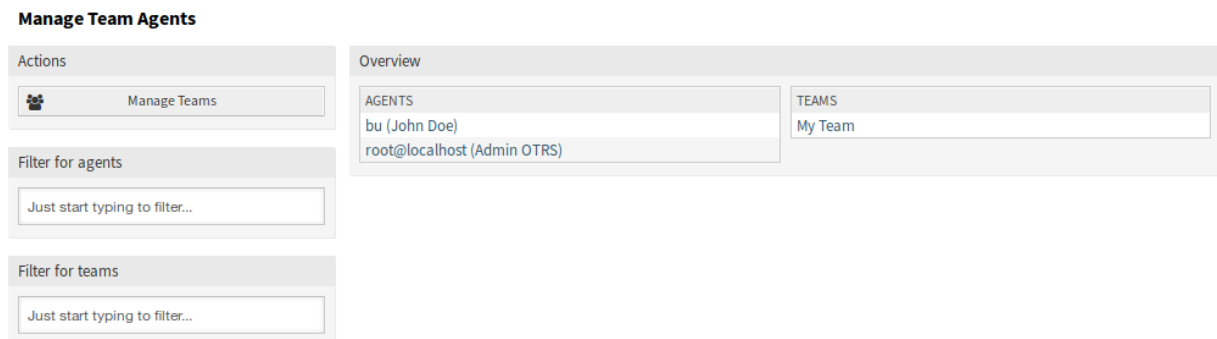 Manage Team Agents
Actions
Manage Teams
Filter for agents
Just start typing to filter...
Filter for teams
Just start typing to filter...
Overview
AGENTS
bu (John Doe)
root@localhost (Admin OTRS)
TEAMS
My Team